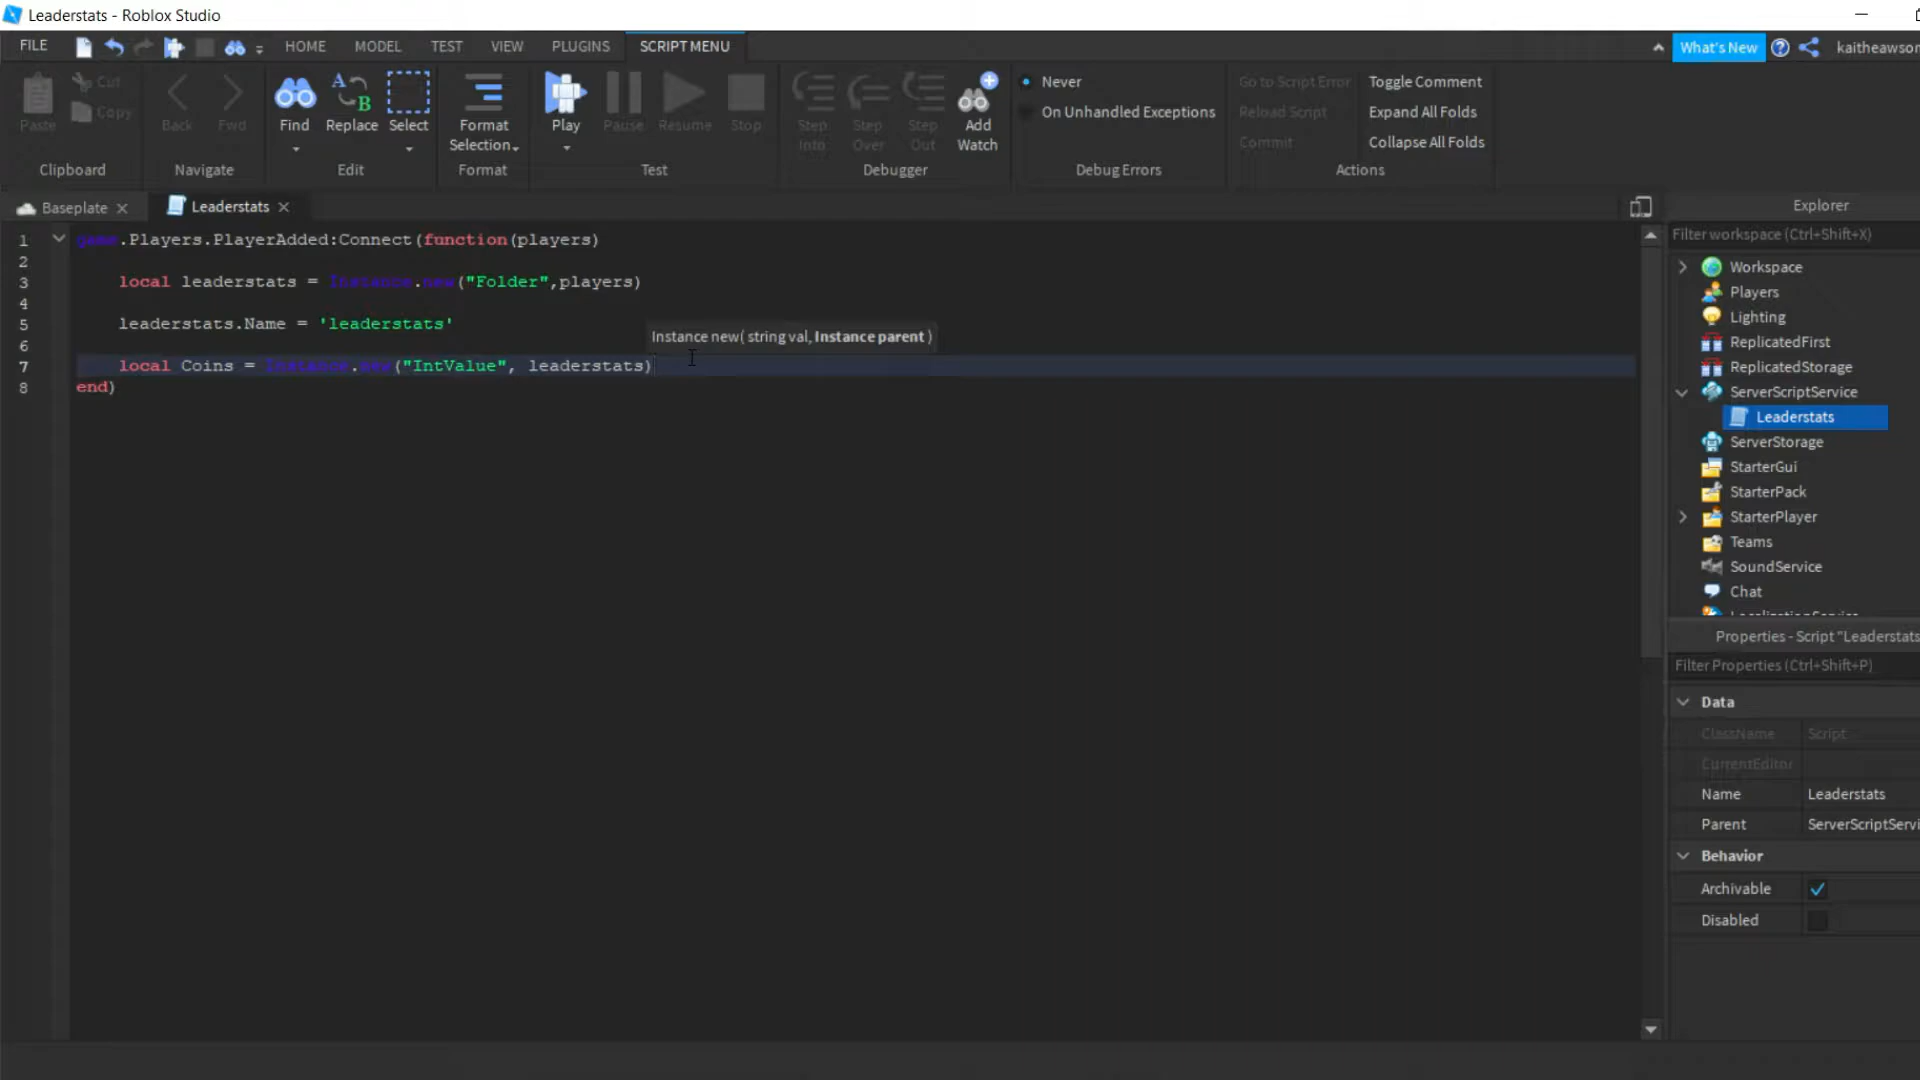 Leaderstats - Roblox Studio
FILE HOME MODEL TEST VIEW PLUGINS SCRIPT MENU What's New kaitheawson
Paste Cut Copy Back Fwd Find Replace Select Format Selection Play Pause Resume Stop Step Into Step Over Step Out Add Watch
Never
On Unhandled Exceptions
Go to Script Error
Reload Script
Commit
Toggle Comment
Expand All Folds
Collapse All Folds
Clipboard Navigate Edit Format Test Debugger Debug Errors Actions
Baseplate Leaderstats Explorer
1 game.Players.PlayerAdded:Connect(function(players)
2
3 local leaderstats = Instance.new("Folder",players)
4
5 leaderstats.Name = 'leaderstats'
Instance new( string val, Instance parent )
6
7 local Coins = Instance.new("IntValue", leaderstats)
8 end)
Filter workspace (Ctrl+Shift+X)
Workspace
Players
Lighting
ReplicatedFirst
ReplicatedStorage
ServerScriptService
Leaderstats
ServerStorage
StarterGui
StarterPack
StarterPlayer
Teams
SoundService
Chat
Properties - Script "Leaderstats
Filter Properties (Ctrl+Shift+P)
Data
ClassName Script
CurrentEditor
Name Leaderstats
Parent ServerScriptServi
Behavior
Archivable
Disabled